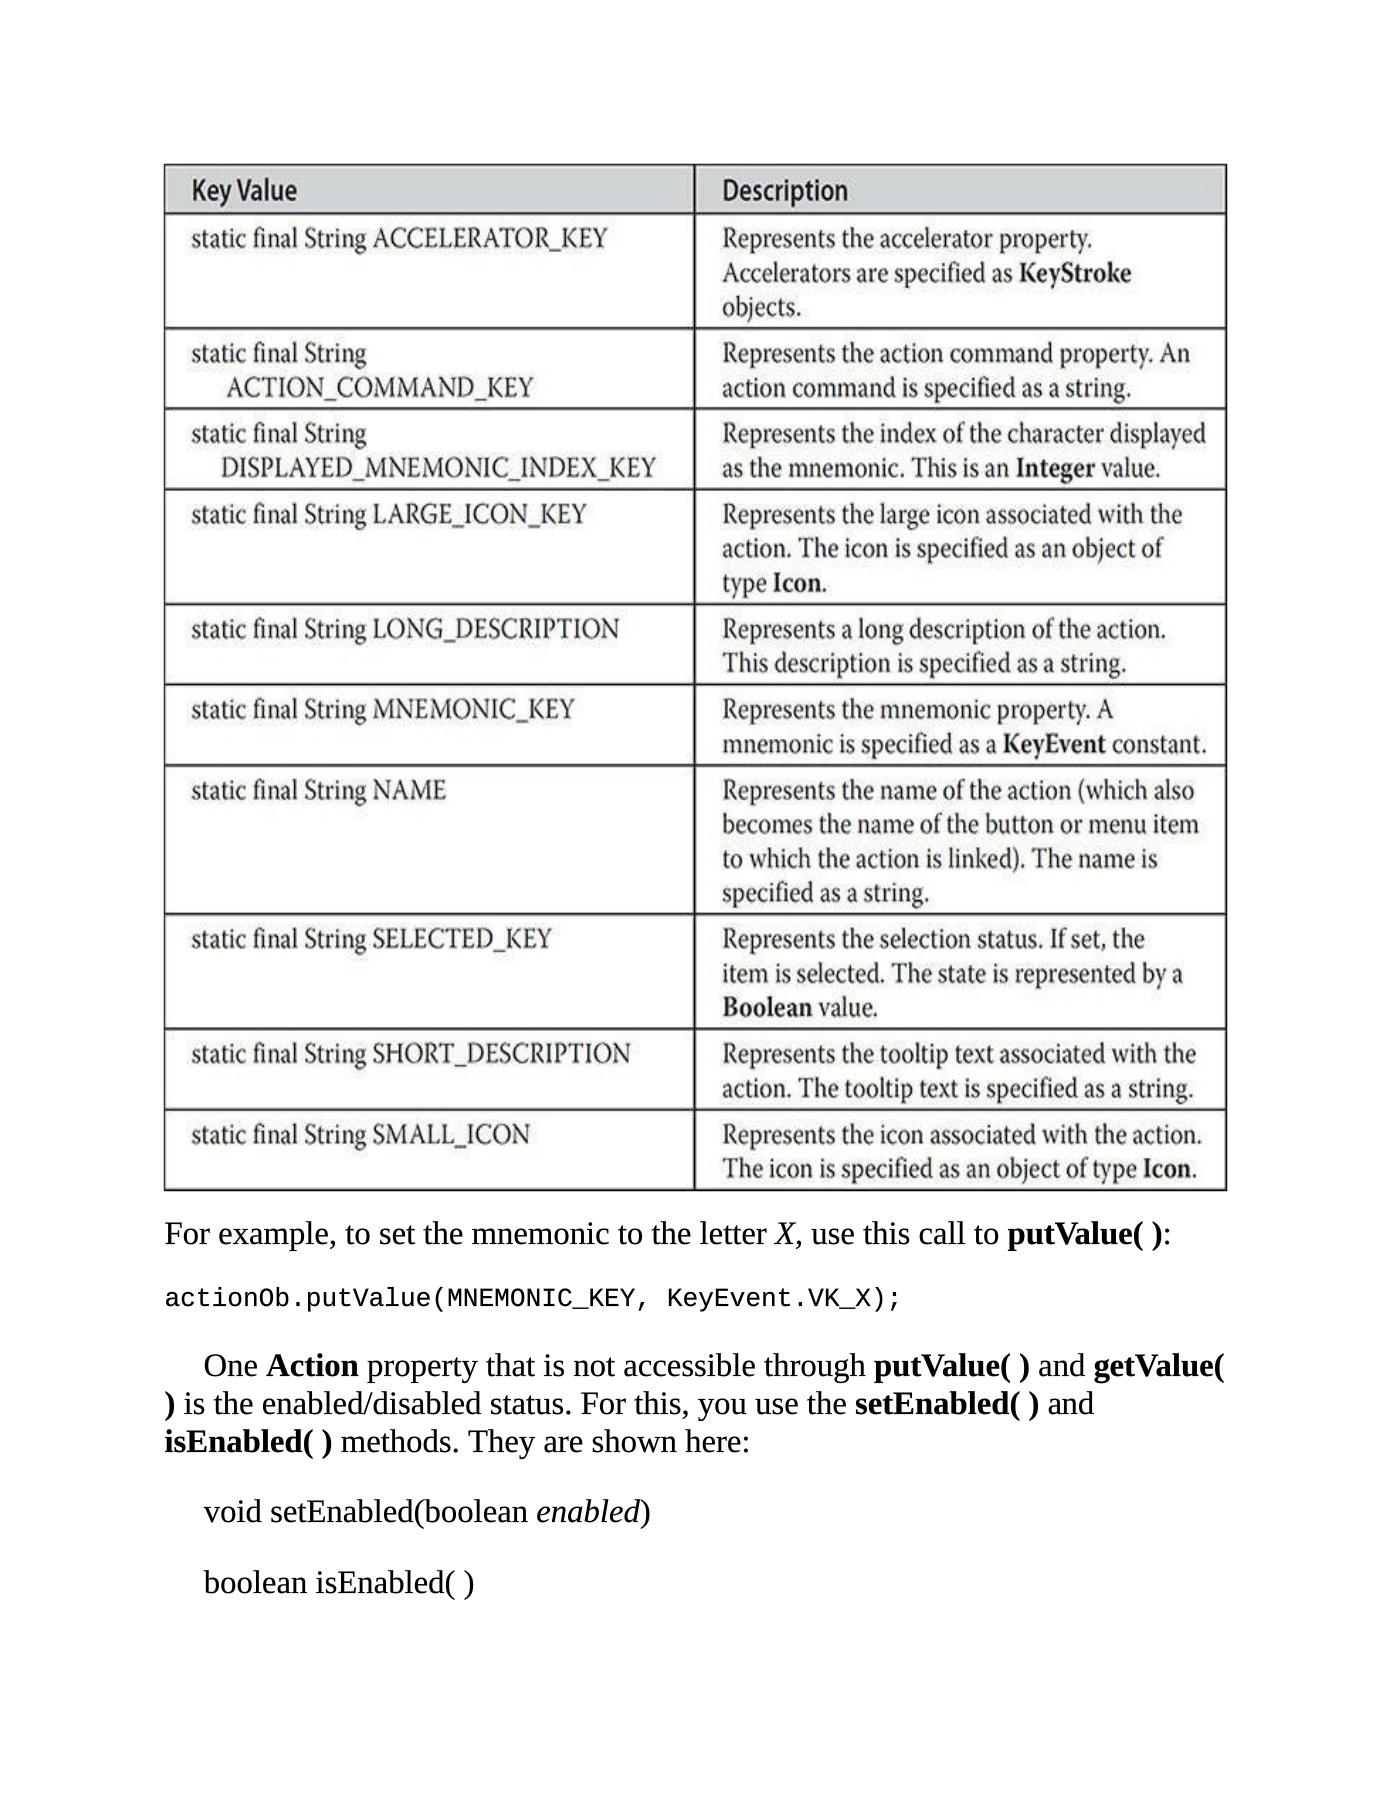 Key Value
Description
static final String ACCELERATOR_KEY
Represents the accelerator property.
Accelerators are specified as KeyStroke
objects.
static final String
ACTION_COMMAND_KEY
Represents the action command property. An
action command is specified as a string.
static final String
DISPLAYED_MNEMONIC_INDEX_KEY
Represents the index of the character displayed
as the mnemonic. This is an Integer value.
static final String LARGE_ICON_KEY
Represents the large icon associated with the
action. The icon is specified as an object of
type Icon.
static final String LONG_DESCRIPTION
Represents a long description of the action.
This description is specified as a string.
static final String MNEMONIC_KEY
Represents the mnemonic property. A
mnemonic is specified as a KeyEvent constant.
static final String NAME
Represents the name of the action (which also
becomes the name of the button or menu item
to which the action is linked). The name is
specified as a string.
static final String SELECTED_KEY
Represents the selection status. If set, the
item is selected. The state is represented by a
Boolean value.
static final String SHORT_DESCRIPTION
Represents the tooltip text associated with the
action. The tooltip text is specified as a string.
static final String SMALL_ICON
Represents the icon associated with the action.
The icon is specified as an object of type Icon.
For example, to set the mnemonic to the letter X, use this call to putValue( ):
actionOb.putValue(MNEMONIC_KEY, KeyEvent.VK_X);
One Action property that is not accessible through putValue( ) and getValue(
) is the enabled/disabled status. For this, you use the setEnabled( ) and
isEnabled( ) methods. They are shown here:
void setEnabled(boolean enabled)
boolean isEnabled( )